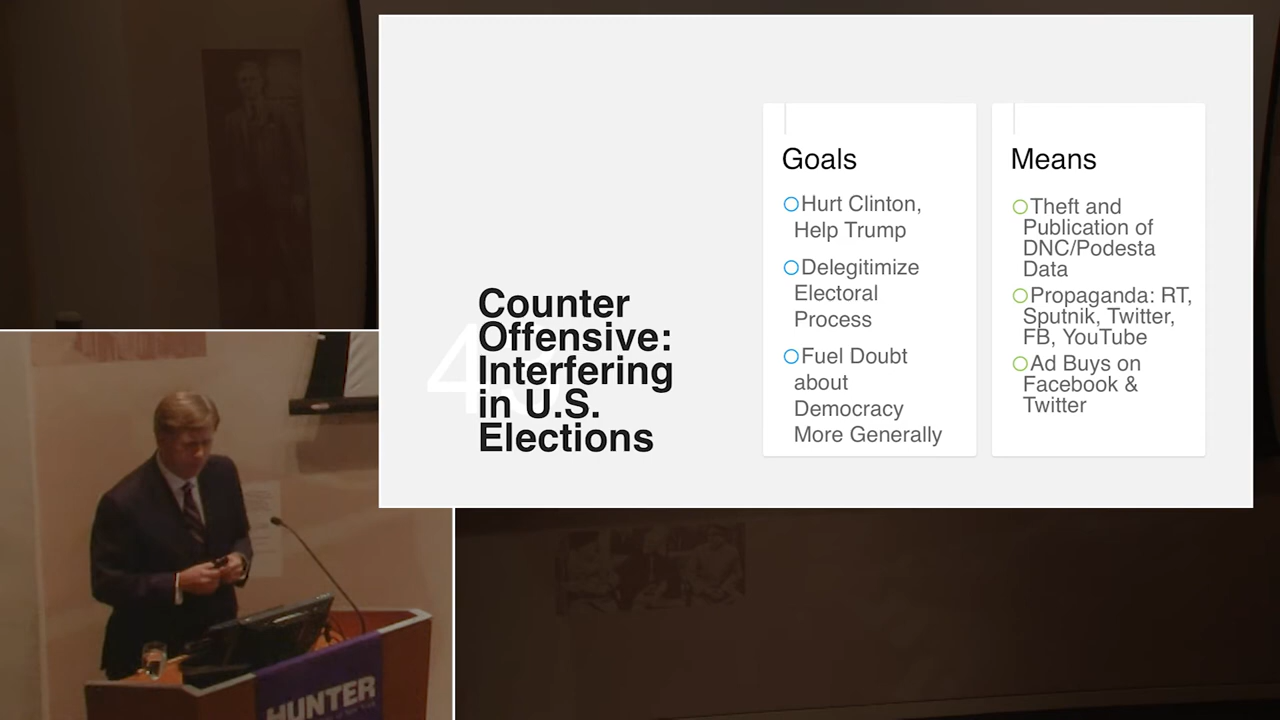 Counter
Offensive:
Interfering
in U.S.
Elections
Goals
Hurt Clinton,
Help Trump
Delegitimize
Electoral
Process
Fuel Doubt
about
Democracy
More Generally
Means
Theft and
Publication of
DNC/Podesta
Data
Propaganda: RT,
Sputnik, Twitter,
FB, YouTube
Ad Buys on
Facebook &
Twitter
HUNTER